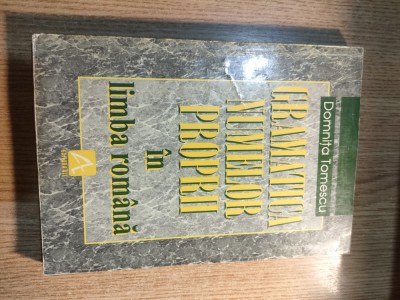 Domnița Tomescu
GRAMATICA
NUMELOR
PROPRII
în
limba română